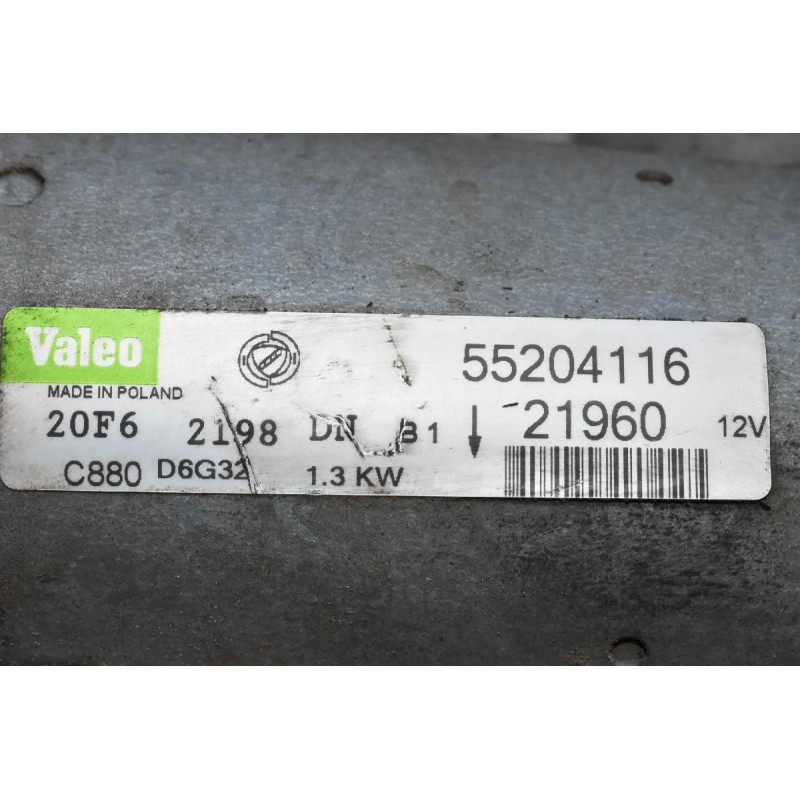 Valeo
55204116
MADE IN POLAND
20F6 2198 DN B1 21960 12V
C880 D6G32 1.3 KW